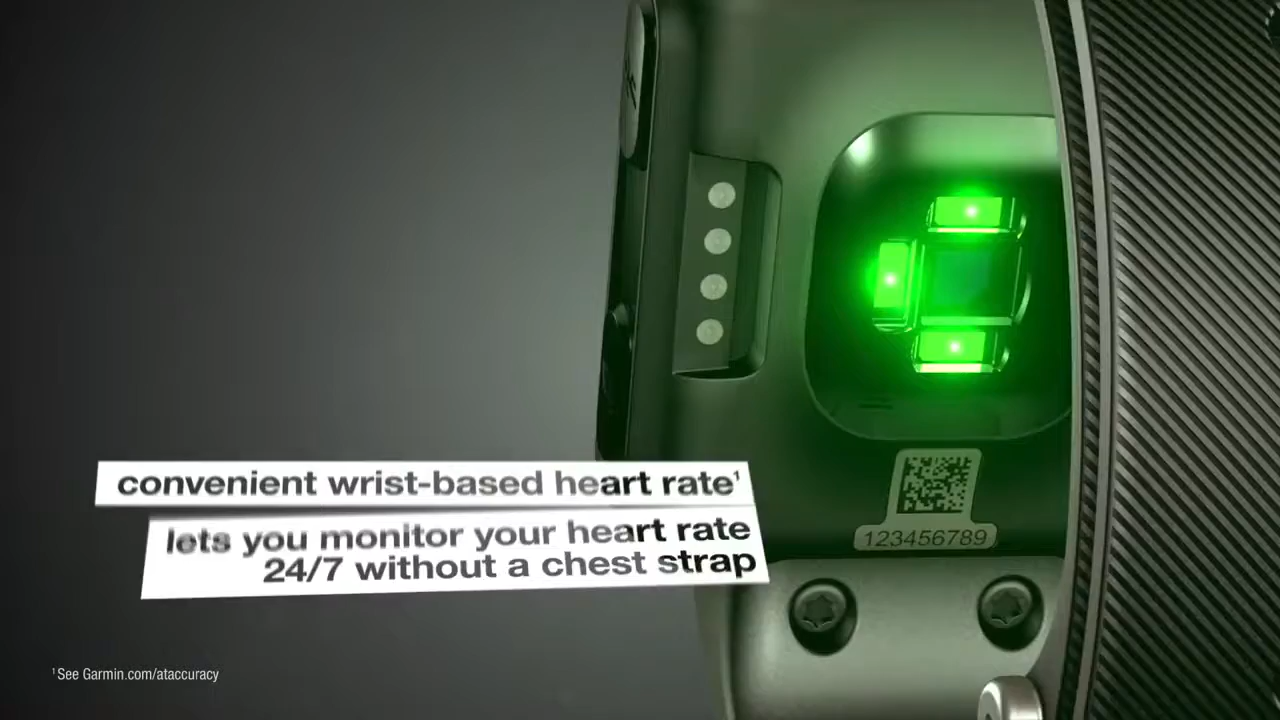 convenient wrist-based heart rate¹
lets you monitor your heart rate
24/7 without a chest strap
123456789
¹See Garmin.com/ataccuracy